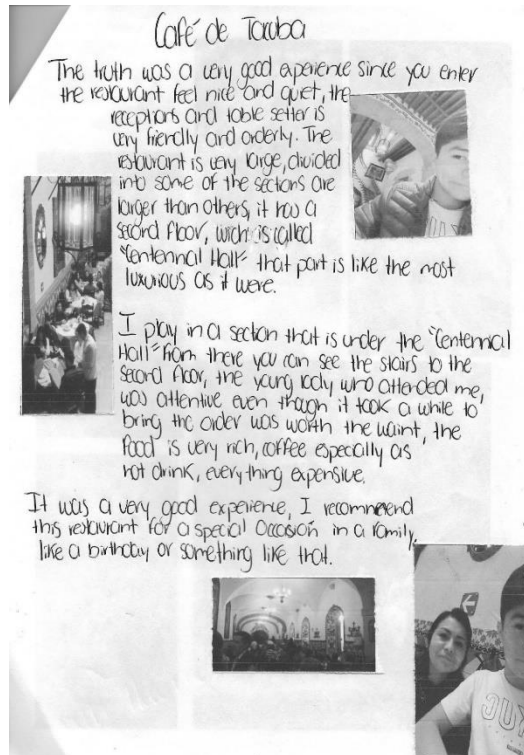 Café de Tacuba
The truth was a very good experience since you enter
the restaurant feel nice and quiet, the
receptions and table setter is
very friendly and orderly. The
restaurant is very large, divided
into some of the sections are
larger than others, it has a
second floor, wich is called
"Centennal Hall" that part is like the most
luxurious as it were.
I play in a section that is under the "Centennal
Hall" from there you can see the stairs to the
second floor, the young lady who attended me,
was attentive even though it took a while to
bring the order was worth the waint, the
food is very rich, coffee especially as
hot drink, everything expensive.
It was a very good experience, I recommend
this restaurant for a special occasion in a family,
like a birthday or something like that.